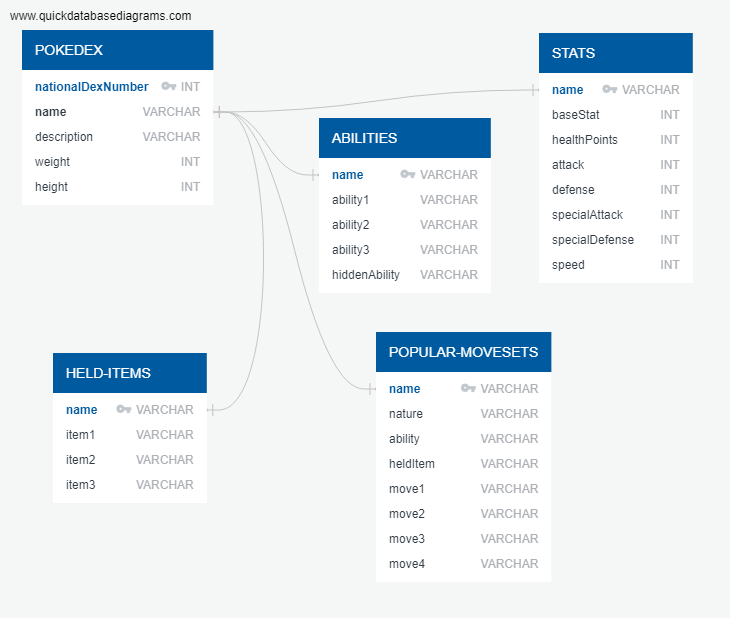 www.quickdatabasediagrams.com
POKEDEX
nationalDexNumber INT
name VARCHAR
description VARCHAR
weight INT
height INT
STATS
name VARCHAR
baseStat INT
healthPoints INT
attack INT
defense INT
specialAttack INT
specialDefense INT
speed INT
ABILITIES
name VARCHAR
ability1 VARCHAR
ability2 VARCHAR
ability3 VARCHAR
hiddenAbility VARCHAR
HELD-ITEMS
name VARCHAR
item1 VARCHAR
item2 VARCHAR
item3 VARCHAR
POPULAR-MOVESETS
name VARCHAR
nature VARCHAR
ability VARCHAR
heldItem VARCHAR
move1 VARCHAR
move2 VARCHAR
move3 VARCHAR
move4 VARCHAR